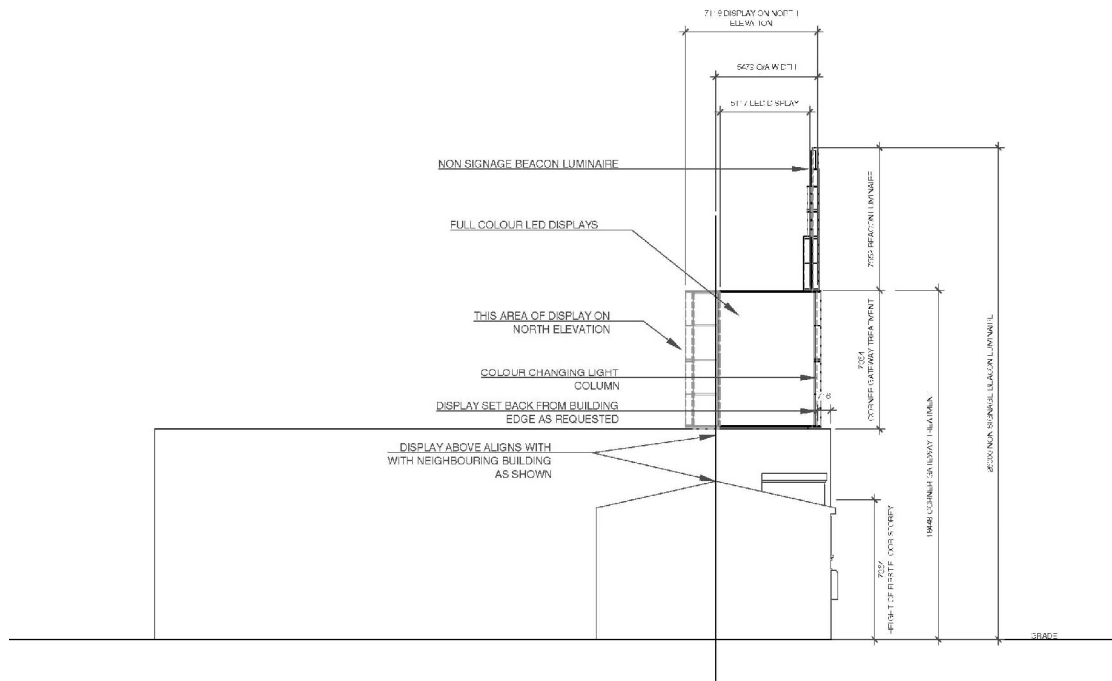 7119 DISPLAY ON NORTH
ELEVATION
O/A WIDTH
LED DISPLAY
NON SIGNAGE BEACON LUMINAIRE
FULL COLOUR LED DISPLAYS
THIS AREA OF DISPLAY ON
NORTH ELEVATION
COLOUR CHANGING LIGHT
COLUMN
DISPLAY SET BACK FROM BUILDING
EDGE AS REQUESTED
DISPLAY ABOVE ALIGNS WITH
WITH NEIGHBOURING BUILDING
AS SHOWN
BEACON LUMINAIRE
CORNER GATEWAY TREATMENT
CORNER GATEWAY TREATMENT
NON SIGNAGE BEACON LUMINAIRE
HEIGHT OF FIRST FLOOR STOREY
GRADE